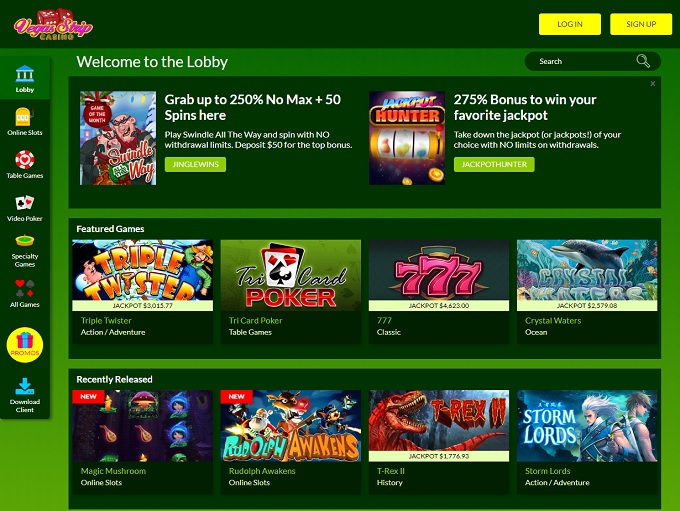 Vegas Strip
CASINO
LOG IN
SIGN UP
Welcome to the Lobby
Search
Lobby
Online Slots
Table Games
Video Poker
Specialty
Games
All Games
PROMOS
Download
Client
GAME
OF THE
MONTH
Swindle
All the
Way
Grab up to 250% No Max + 50
Spins here
Play Swindle All The Way and spin with NO
withdrawal limits. Deposit $50 for the top bonus.
JINGLEWINS
JACKPOT
HUNTER
275% Bonus to win your
favorite jackpot
Take down the jackpot (or jackpots!) of your
choice with NO limits on withdrawals.
JACKPOTHUNTER
Featured Games
TRIPLE
TWISTER
JACKPOT $3,015.77
Triple Twister
Action / Adventure
Tri Card
POKER
Tri Card Poker
Table Games
777
JACKPOT $4,623.00
777
Classic
CRYSTAL
WATERS
JACKPOT $2,579.08
Crystal Waters
Ocean
Recently Released
NEW
Magic Mushroom
Online Slots
NEW
RUDOLPH AWAKENS
Rudolph Awakens
Online Slots
T-REX II
JACKPOT $1,776.93
T-Rex II
History
THE
STORM
LORDS
Storm Lords
Action / Adventure